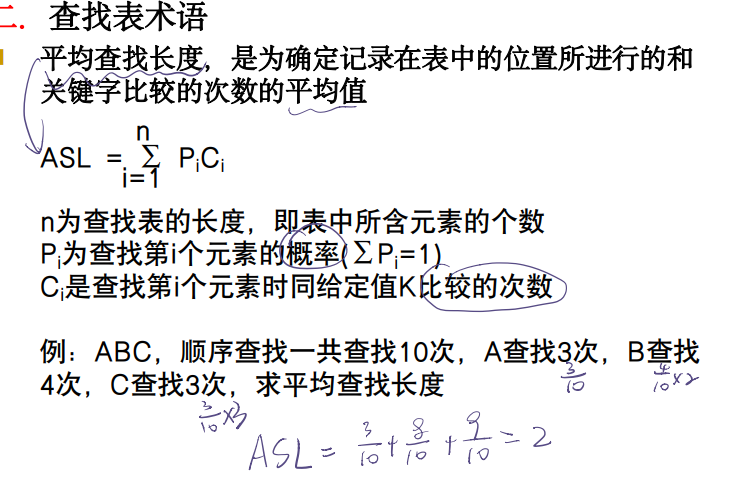 二. 查找表术语
平均查找长度，是为确定记录在表中的位置所进行的和
关键字比较的次数的平均值
n
ASL = Σ PiCi
i=1
n为查找表的长度，即表中所含元素的个数
Pi为查找第i个元素的概率(∑Pi=1)
Ci是查找第i个元素时同给定值K比较的次数
例：ABC，顺序查找一共查找10次，A查找3次，B查找
3/10 4/10×2
4次，C查找3次，求平均查找长度
3/10×3
ASL = 3/10 + 8/10 + 9/10 = 2